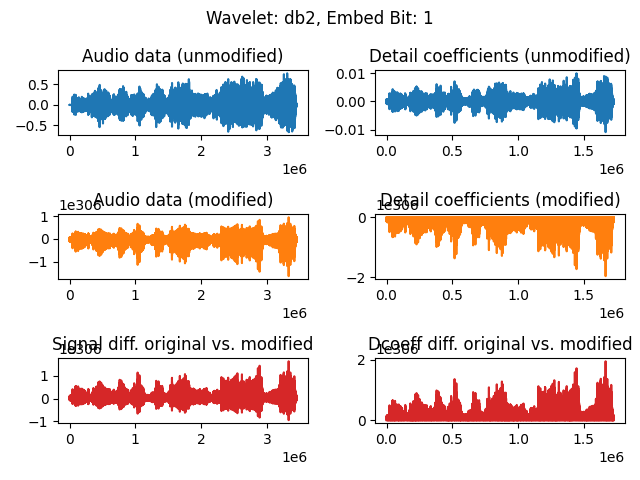 Wavelet: db2, Embed Bit: 1
Audio data (unmodified)
0.5
0.0
−0.5
0
1
2
3
1e6
Detail coefficients (unmodified)
0.01
0.00
−0.01
0.0
0.5
1.0
1.5
1e6
Audio data (modified)
1e306
1
0
−1
0
1
2
3
1e6
Detail coefficients (modified)
1e306
0
−2
0.0
0.5
1.0
1.5
1e6
Signal diff. original vs. modified
1e306
1
0
−1
0
1
2
3
1e6
Dcoeff diff. original vs. modified
1e306
2
0
0.0
0.5
1.0
1.5
1e6